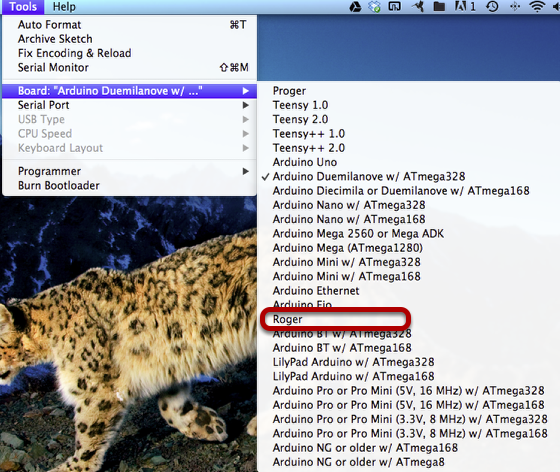 Tools Help 1
Auto Format ⌘T
Archive Sketch
Fix Encoding & Reload
Serial Monitor ⇧⌘M
Board: "Arduino Duemilanove w/ ..."
Serial Port
USB Type
CPU Speed
Keyboard Layout
Programmer
Burn Bootloader
Proger
Teensy 1.0
Teensy 2.0
Teensy++ 1.0
Teensy++ 2.0
Arduino Uno
Arduino Duemilanove w/ ATmega328
Arduino Diecimila or Duemilanove w/ ATmega168
Arduino Nano w/ ATmega328
Arduino Nano w/ ATmega168
Arduino Mega 2560 or Mega ADK
Arduino Mega (ATmega1280)
Arduino Mini w/ ATmega328
Arduino Mini w/ ATmega168
Arduino Ethernet
Arduino Fio
Roger
Arduino BT w/ ATmega328
Arduino BT w/ ATmega168
LilyPad Arduino w/ ATmega328
LilyPad Arduino w/ ATmega168
Arduino Pro or Pro Mini (5V, 16 MHz) w/ ATmega328
Arduino Pro or Pro Mini (5V, 16 MHz) w/ ATmega168
Arduino Pro or Pro Mini (3.3V, 8 MHz) w/ ATmega328
Arduino Pro or Pro Mini (3.3V, 8 MHz) w/ ATmega168
Arduino NG or older w/ ATmega168
Arduino NG or older w/ ATmega8